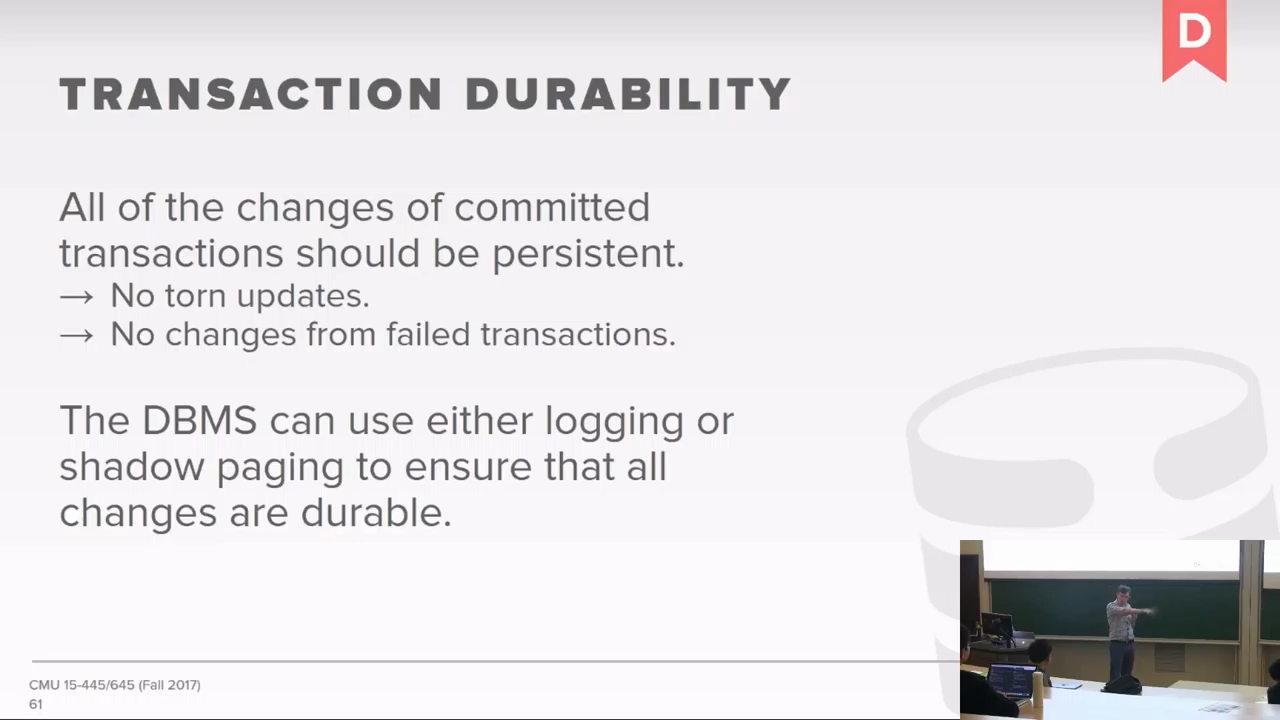 D
TRANSACTION DURABILITY
All of the changes of committed
transactions should be persistent.
→ No torn updates.
→ No changes from failed transactions.
The DBMS can use either logging or
shadow paging to ensure that all
changes are durable.
CMU 15-445/645 (Fall 2017)
61